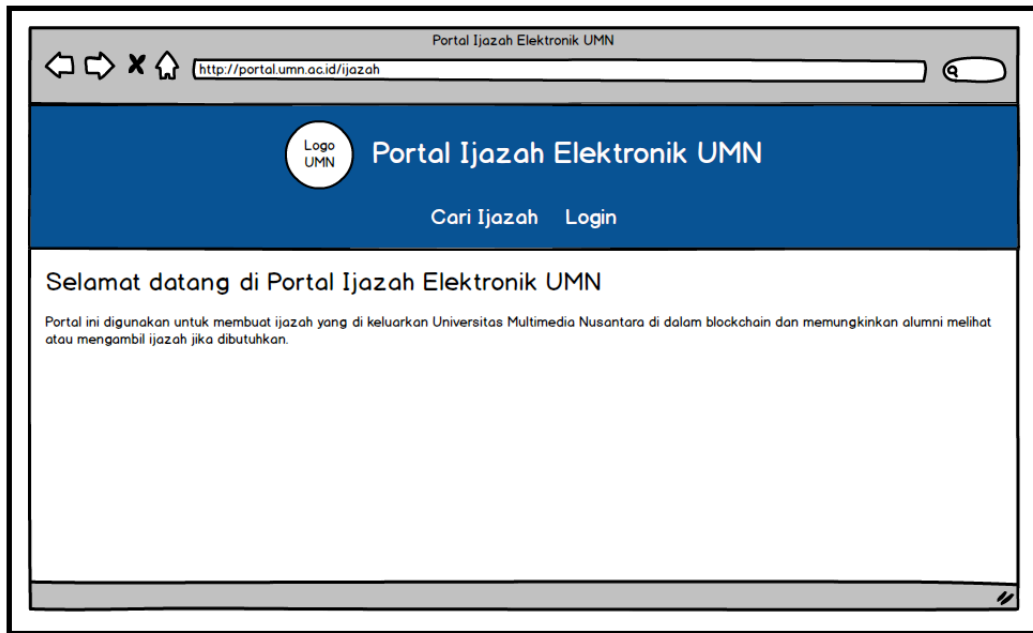 Portal Ijazah Elektronik UMN
http://portal.umn.ac.id/ijazah
Logo
UMN
Portal Ijazah Elektronik UMN
Cari Ijazah Login
Selamat datang di Portal Ijazah Elektronik UMN
Portal ini digunakan untuk membuat ijazah yang di keluarkan Universitas Multimedia Nusantara di dalam blockchain dan memungkinkan alumni melihat
atau mengambil ijazah jika dibutuhkan.